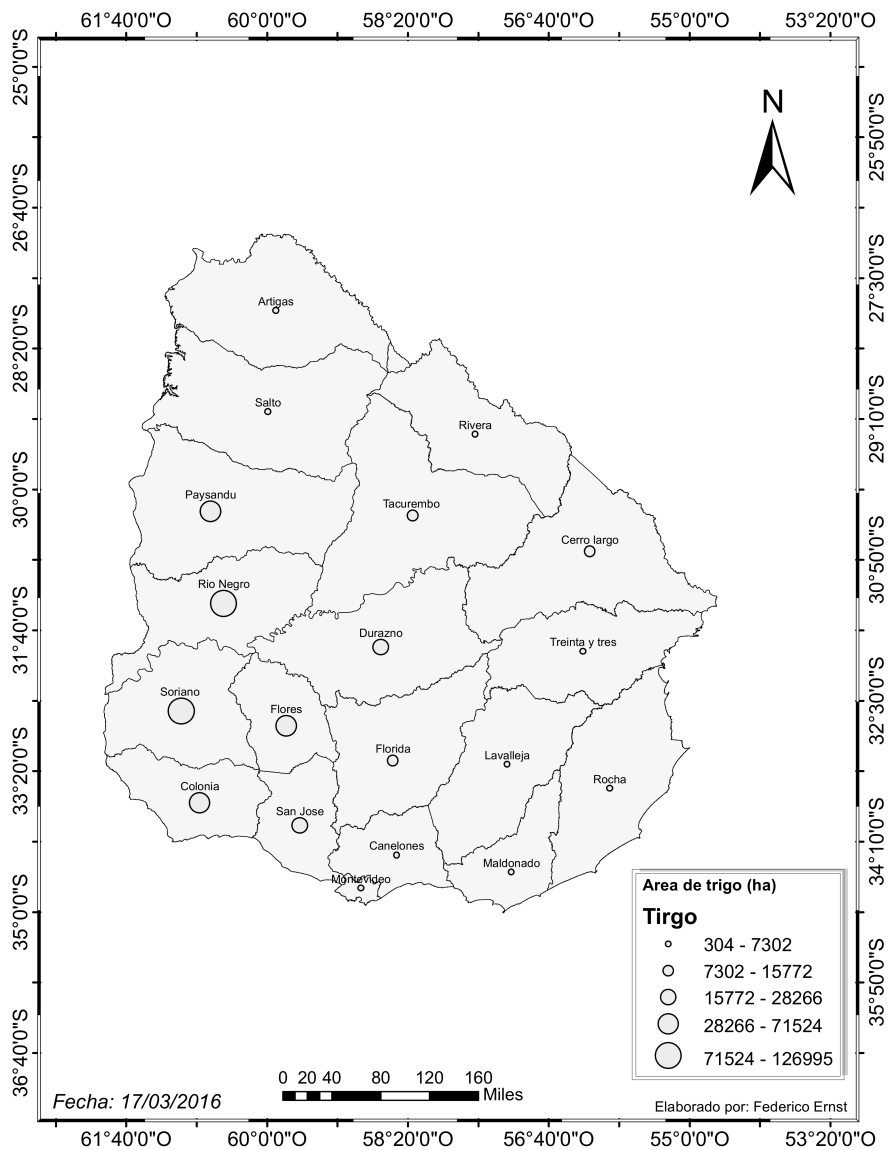 61°40'0"O 60°0'0"O 58°20'0"O 56°40'0"O 55°0'0"O 53°20'0"O
25°0'0"S
25°50'0"S
26°40'0"S
27°30'0"S
28°20'0"S
29°10'0"S
30°0'0"S
30°50'0"S
31°40'0"S
32°30'0"S
33°20'0"S
34°10'0"S
35°0'0"S
35°50'0"S
36°40'0"S
N
Artigas
Salto
Rivera
Paysandu
Tacurembo
Cerro largo
Rio Negro
Durazno
Treinta y tres
Soriano
Flores
Florida
Lavalleja
Rocha
Colonia
San Jose
Canelones
Maldonado
Montevideo
Area de trigo (ha)
Tirgo
304 - 7302
7302 - 15772
15772 - 28266
28266 - 71524
71524 - 126995
0 20 40 80 120 160
Miles
Fecha: 17/03/2016
Elaborado por: Federico Ernst
61°40'0"O 60°0'0"O 58°20'0"O 56°40'0"O 55°0'0"O 53°20'0"O